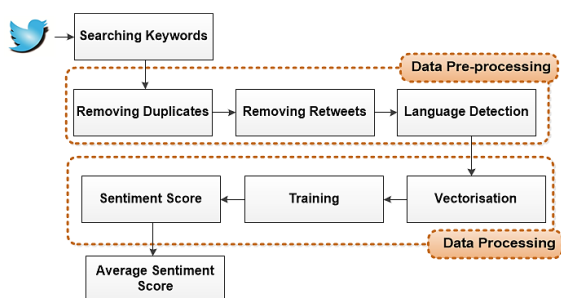 Searching Keywords
Data Pre-processing
Removing Duplicates
Removing Retweets
Language Detection
Sentiment Score
Training
Vectorisation
Data Processing
Average Sentiment
Score